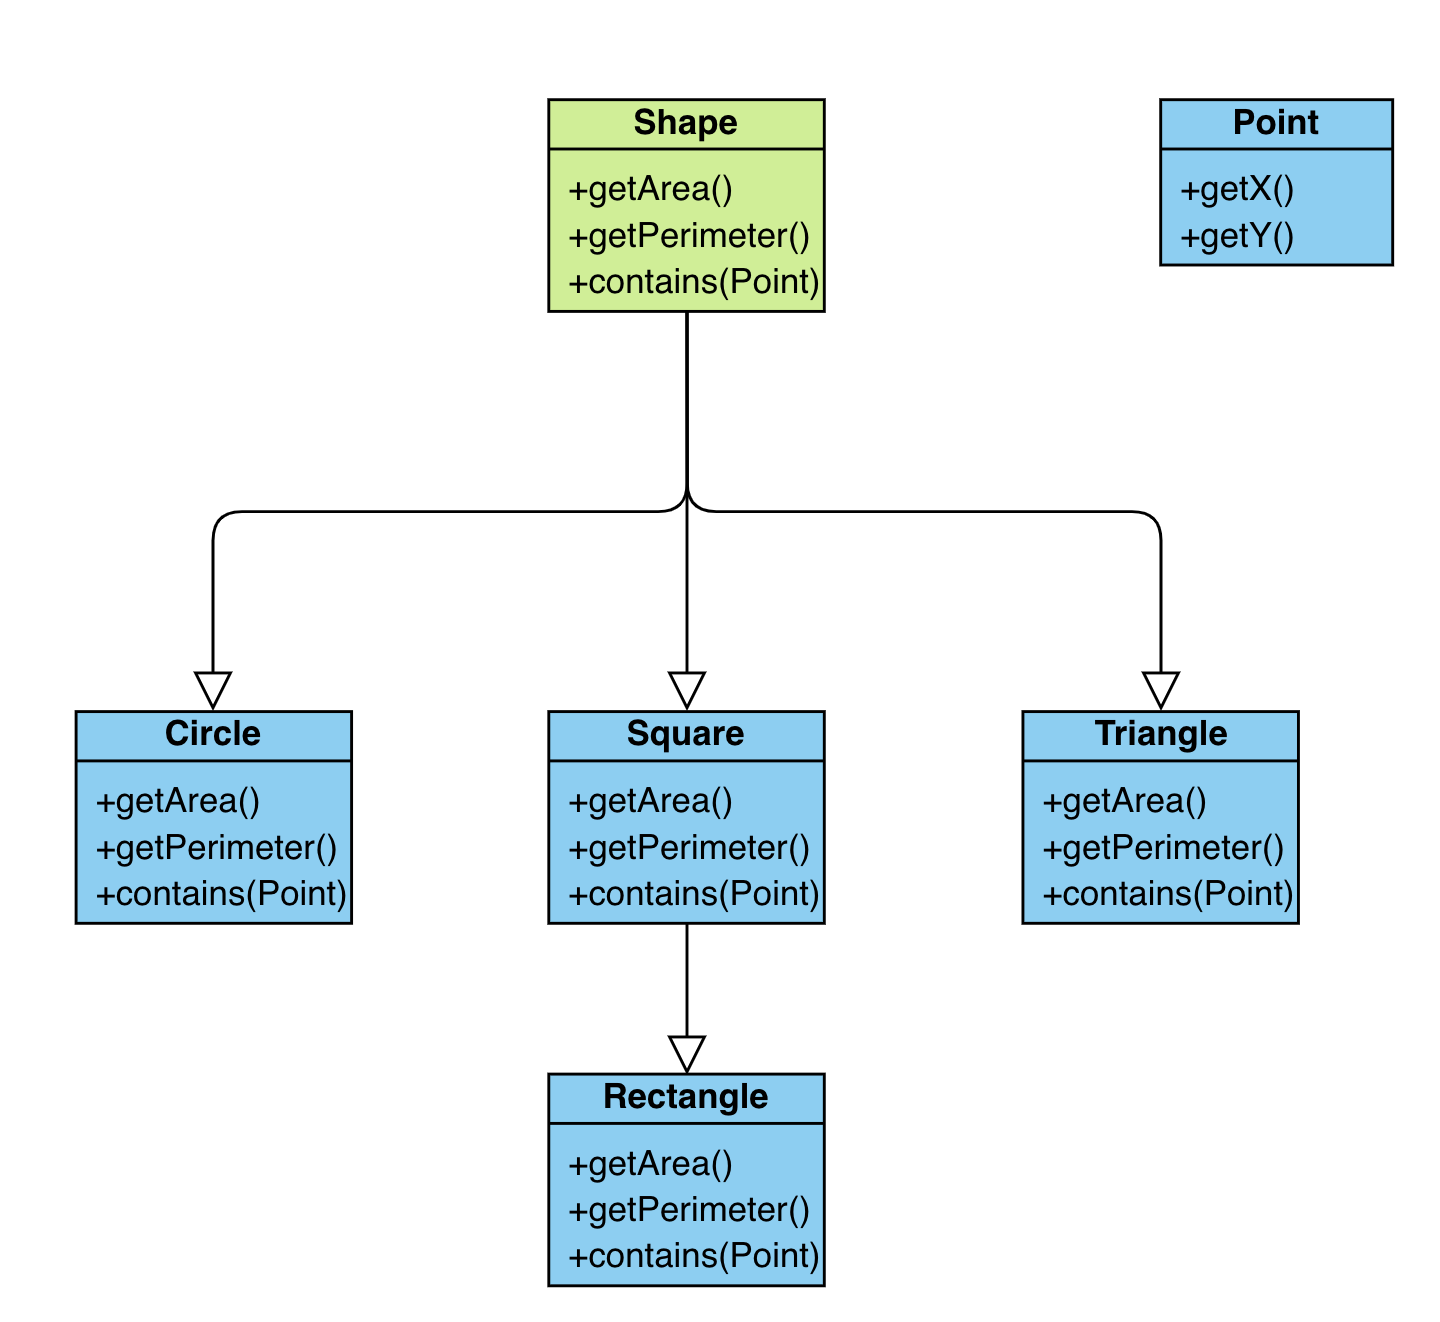 Shape
+getArea()
+getPerimeter()
+contains(Point)
Point
+getX()
+getY()
Circle
+getArea()
+getPerimeter()
+contains(Point)
Square
+getArea()
+getPerimeter()
+contains(Point)
Triangle
+getArea()
+getPerimeter()
+contains(Point)
Rectangle
+getArea()
+getPerimeter()
+contains(Point)